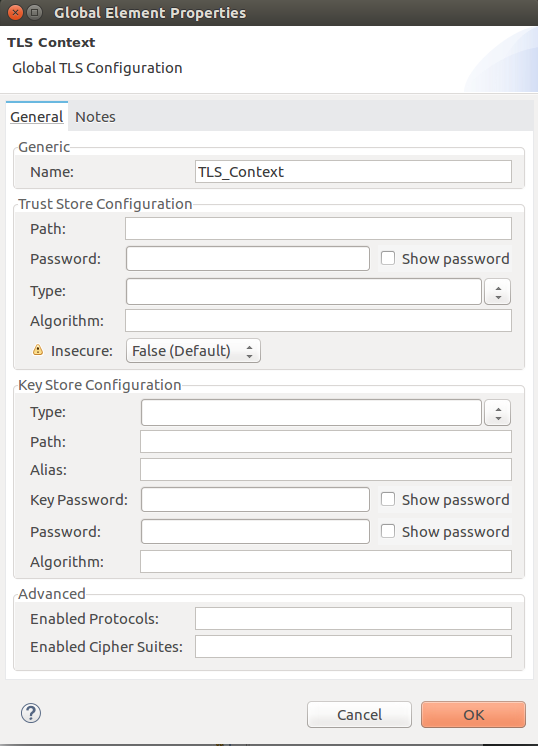 Global Element Properties
TLS Context
Global TLS Configuration
General Notes
Generic
Name: TLS_Context
Trust Store Configuration
Path:
Password: Show password
Type:
Algorithm:
Insecure: False (Default)
Key Store Configuration
Type:
Path:
Alias:
Key Password: Show password
Password: Show password
Algorithm:
Advanced
Enabled Protocols:
Enabled Cipher Suites:
? Cancel OK